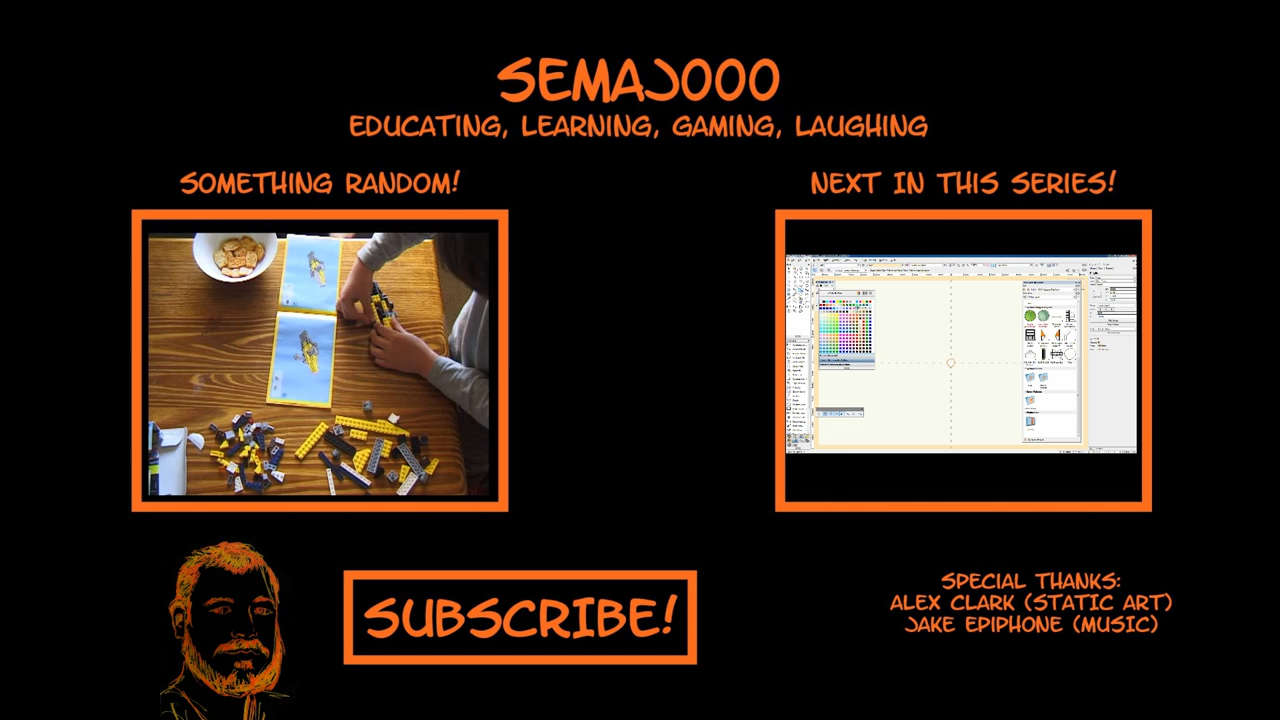 SEMAJ000
EDUCATING, LEARNING, GAMING, LAUGHING
SOMETHING RANDOM!
NEXT IN THIS SERIES!
SUBSCRIBE!
SPECIAL THANKS:
ALEX CLARK (STATIC ART)
JAKE EPIPHONE (MUSIC)